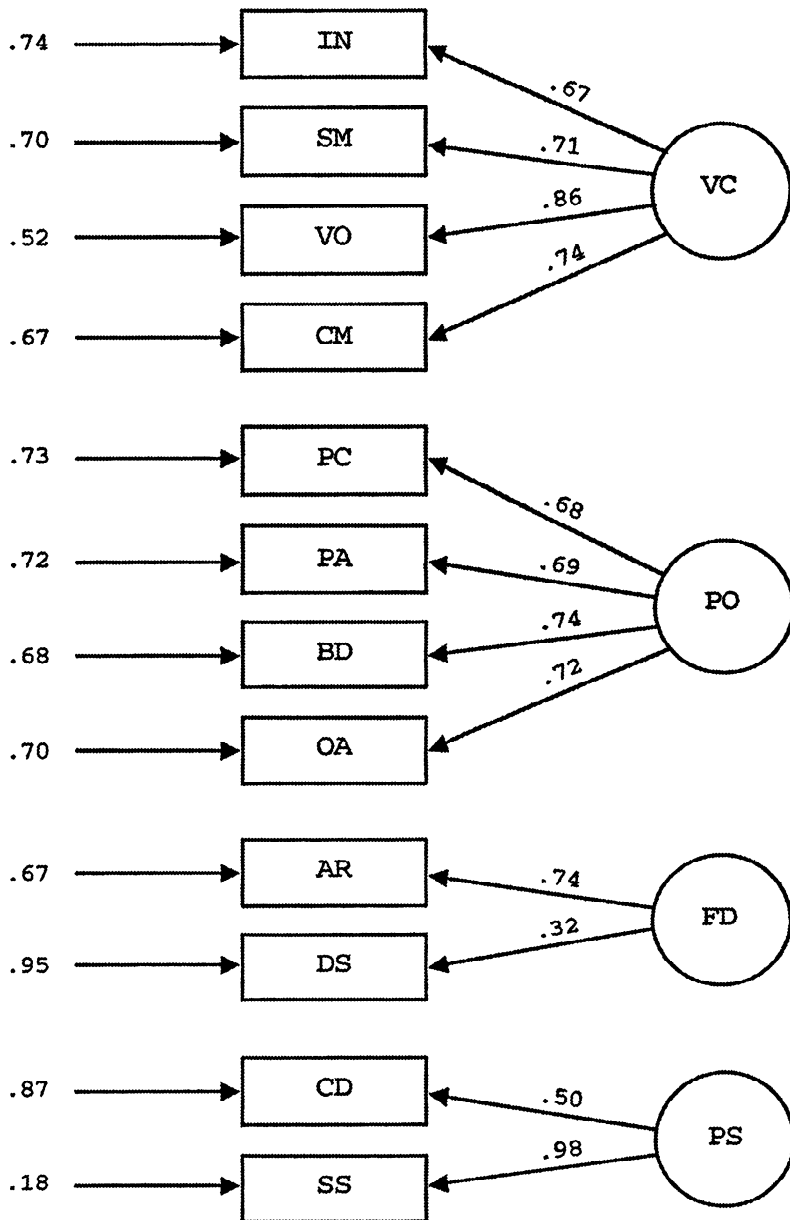 .74 IN .67
.70 SM .71 VC
.52 VO .86
.67 CM .74
.73 PC .68
.72 PA .69 PO
.68 BD .74
.70 OA .72
.67 AR .74 FD
.95 DS .32
.87 CD .50 PS
.18 SS .98